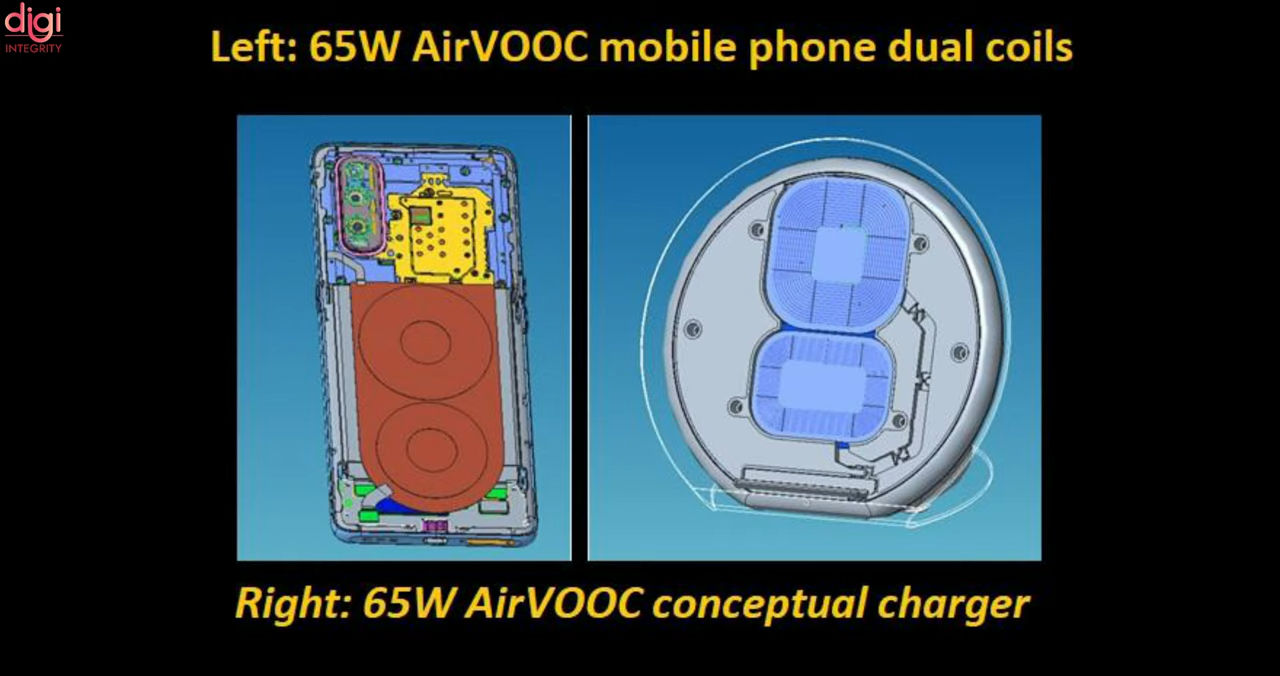 digi
INTEGRITY
Left: 65W AirVOOC mobile phone dual coils
Right: 65W AirVOOC conceptual charger